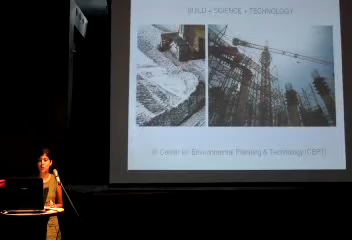 BUILD + SCIENCE + TECHNOLOGY
@ Center for Environmental Planning & Technology (CEPT)